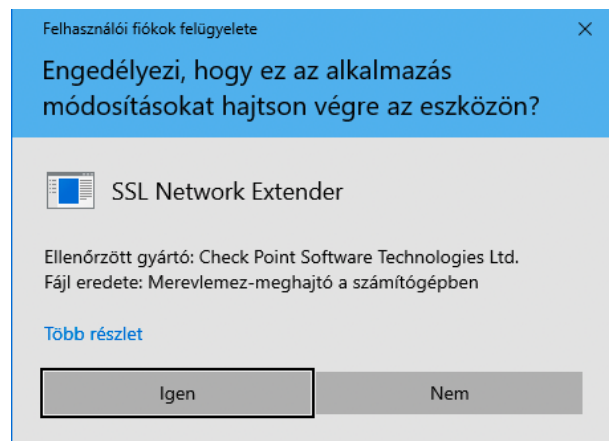 Felhasználói fiókok felügyelete
Engedélyezi, hogy ez az alkalmazás
módosításokat hajtson végre az eszközön?
SSL Network Extender
Ellenőrzött gyártó: Check Point Software Technologies Ltd.
Fájl eredete: Merevlemez-meghajtó a számítógépben
Több részlet
Igen
Nem